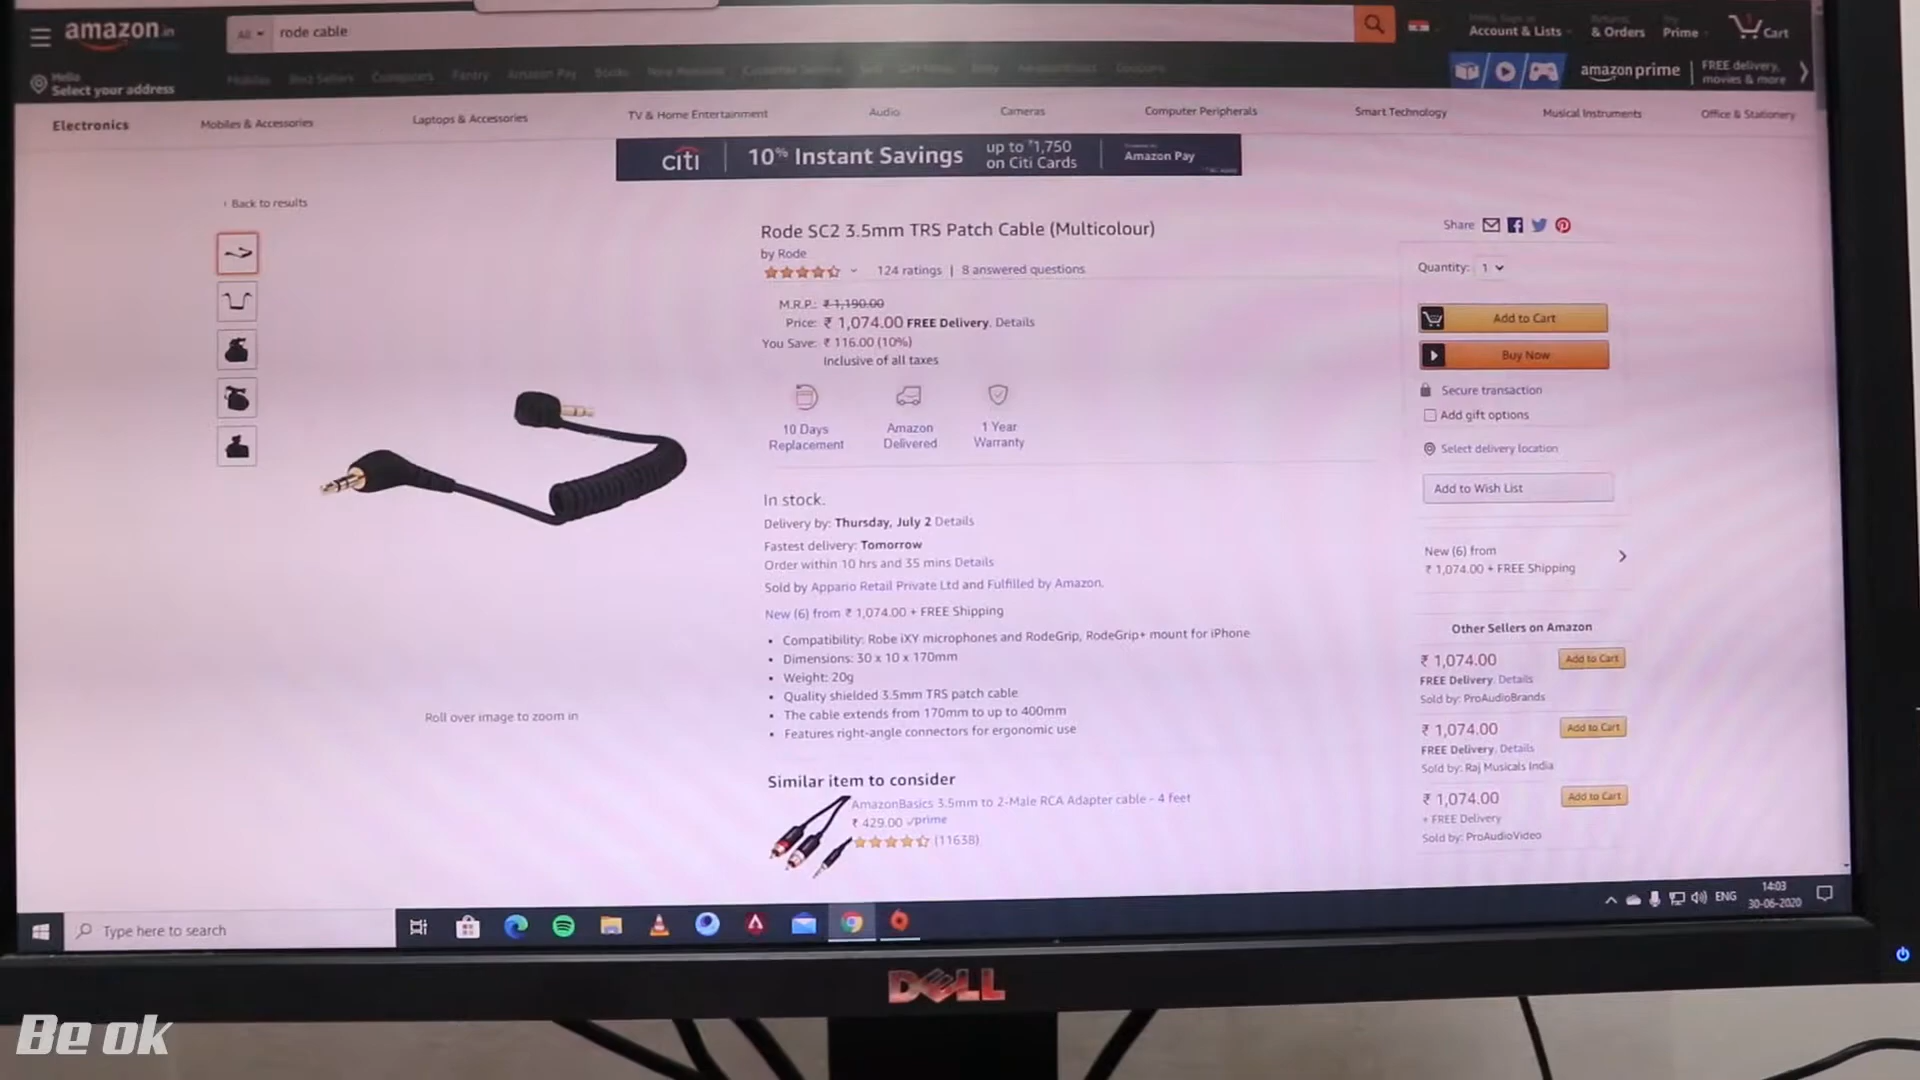 amazon.in
All
rode cable
Account & Lists
Returns
& Orders
Prime
Cart
Hello
Select your address
Mobiles
Best Sellers
Computers
Pantry
Amazon Pay
Books
New Releases
Coupons
amazon prime
FREE delivery,
movies & more
Electronics
Mobiles & Accessories
Laptops & Accessories
TV & Home Entertainment
Audio
Cameras
Computer Peripherals
Smart Technology
Musical Instruments
Office & Stationery
citi
10% Instant Savings
up to ₹1,750
on Citi Cards
Amazon Pay
‹ Back to results
Rode SC2 3.5mm TRS Patch Cable (Multicolour)
by Rode
124 ratings | 8 answered questions
M.R.P.: ₹ 1,190.00
Price: ₹ 1,074.00 FREE Delivery. Details
You Save: ₹ 116.00 (10%)
Inclusive of all taxes
10 Days
Replacement
Amazon
Delivered
1 Year
Warranty
In stock.
Delivery by: Thursday, July 2 Details
Fastest delivery: Tomorrow
Order within 10 hrs and 35 mins Details
Sold by Appario Retail Private Ltd and Fulfilled by Amazon.
New (6) from ₹ 1,074.00 + FREE Shipping
• Compatibility: Robe iXY microphones and RodeGrip, RodeGrip+ mount for iPhone
• Dimensions: 30 x 10 x 170mm
• Weight: 20g
• Quality shielded 3.5mm TRS patch cable
• The cable extends from 170mm to up to 400mm
• Features right-angle connectors for ergonomic use
Roll over image to zoom in
Similar item to consider
AmazonBasics 3.5mm to 2-Male RCA Adapter cable - 4 feet
₹ 429.00 ✓prime
(11638)
Share
Quantity: 1
Add to Cart
Buy Now
Secure transaction
Add gift options
Select delivery location
Add to Wish List
New (6) from
₹ 1,074.00 + FREE Shipping
Other Sellers on Amazon
₹ 1,074.00
Add to Cart
FREE Delivery. Details
Sold by: ProAudioBrands
₹ 1,074.00
Add to Cart
FREE Delivery. Details
Sold by: Raj Musicals India
₹ 1,074.00
Add to Cart
+ FREE Delivery
Sold by: ProAudioVideo
Type here to search
ENG
14:03
30-06-2020
DELL
Be ok